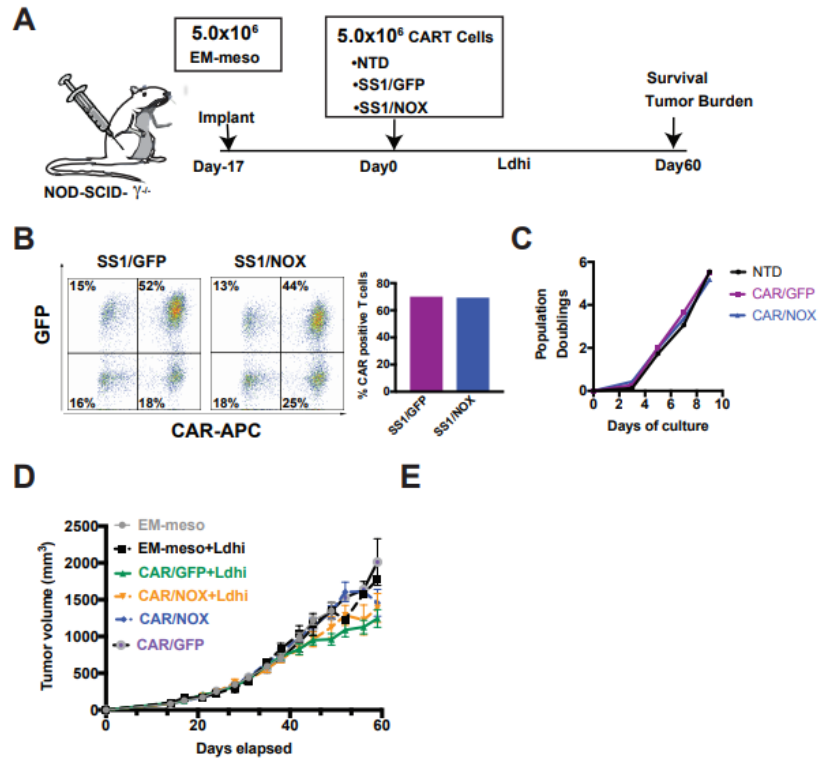 A
5.0x10⁶
EM-meso
5.0x10⁶ CART Cells
•NTD
•SS1/GFP
•SS1/NOX
Survival
Tumor Burden
Implant
Day-17
Day0
Ldhi
Day60
NOD-SCID- γ-/-
B
SS1/GFP
SS1/NOX
15%
52%
13%
44%
16%
18%
18%
25%
GFP
CAR-APC
% CAR positive T cells
80
60
40
20
0
SS1/GFP
SS1/NOX
C
Population
Doublings
6
4
2
0
0 2 4 6 8 10
Days of culture
NTD
CAR/GFP
CAR/NOX
D
Tumor volume (mm³)
2500
2000
1500
1000
500
0
0 20 40 60
Days elapsed
EM-meso
EM-meso+Ldhi
CAR/GFP+Ldhi
CAR/NOX+Ldhi
CAR/NOX
CAR/GFP
E